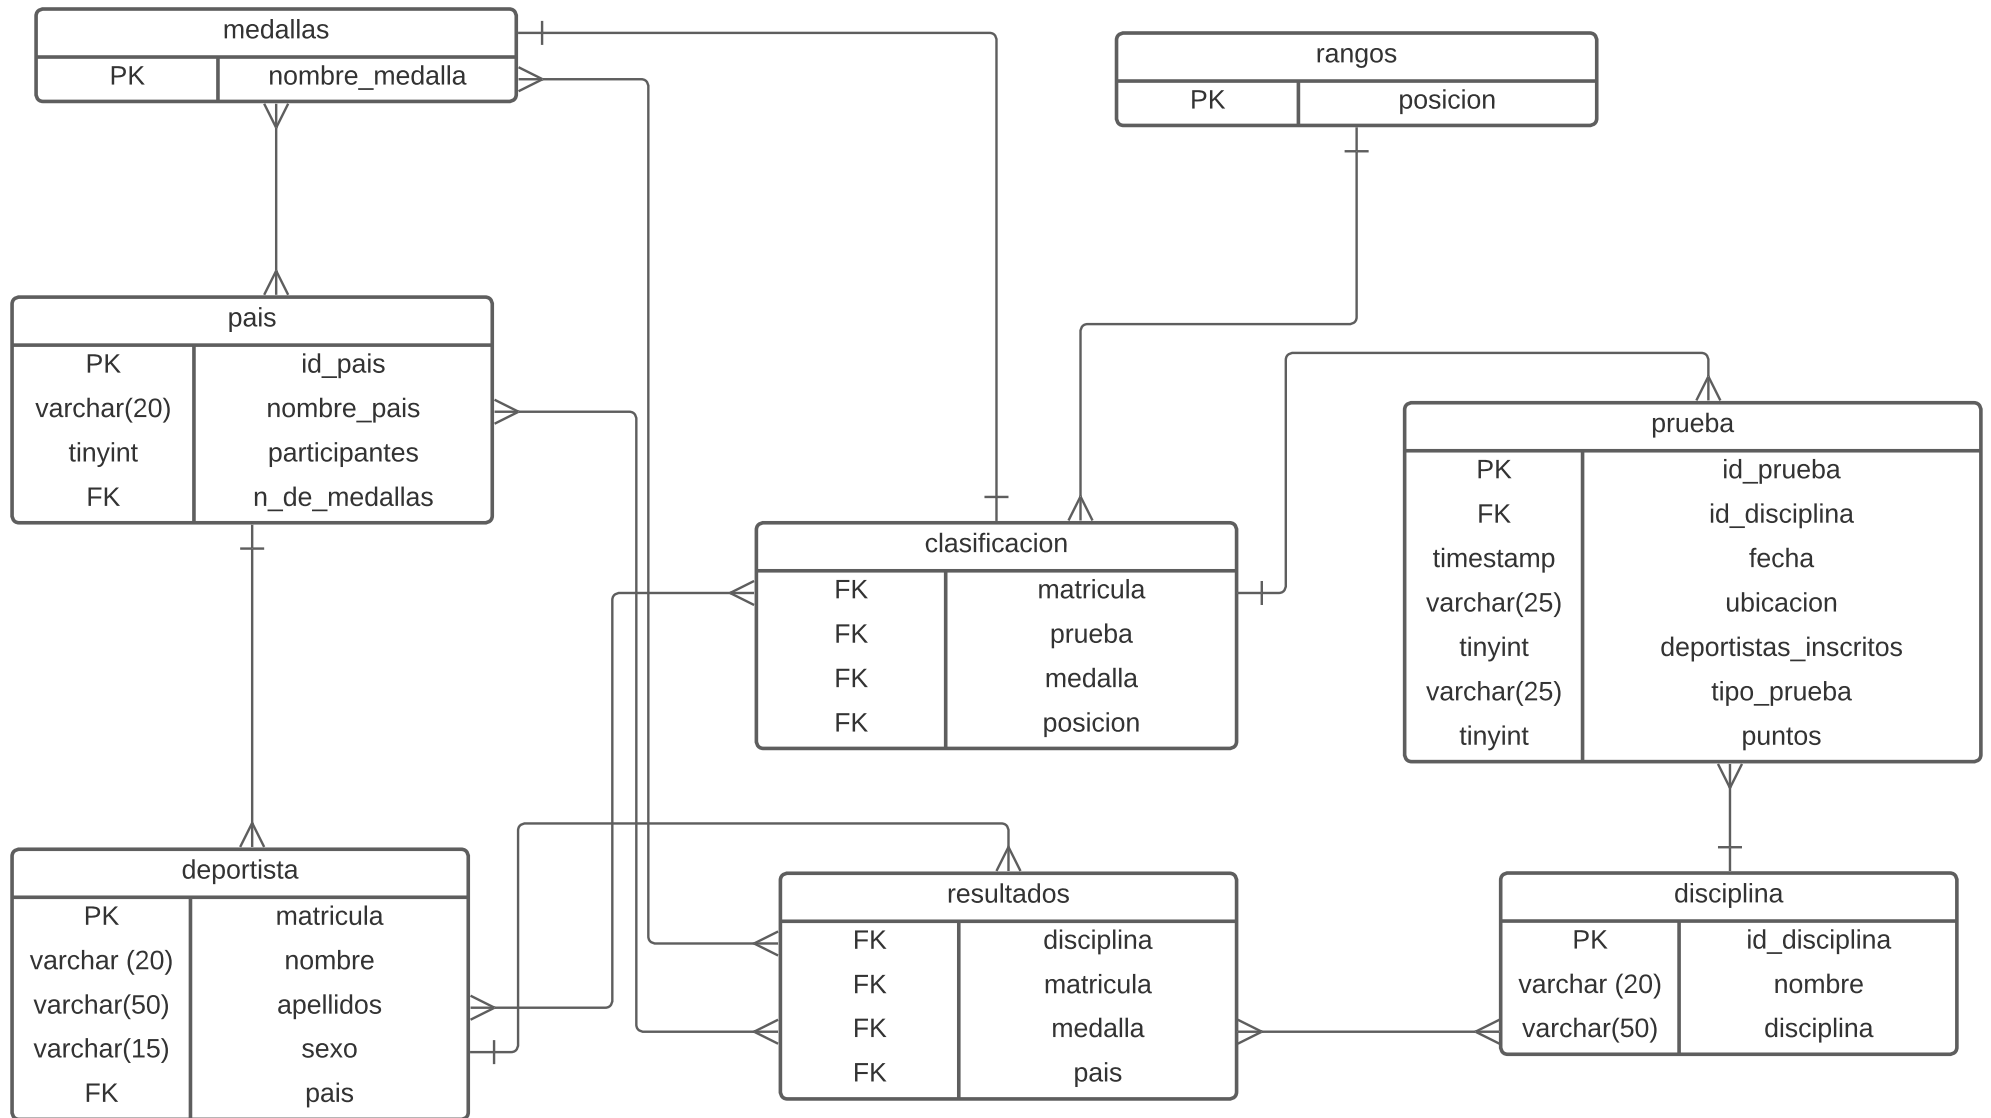 medallas
PK nombre_medalla
rangos
PK posicion
pais
PK id_pais
varchar(20) nombre_pais
tinyint participantes
FK n_de_medallas
prueba
PK id_prueba
FK id_disciplina
timestamp fecha
varchar(25) ubicacion
tinyint deportistas_inscritos
varchar(25) tipo_prueba
tinyint puntos
clasificacion
FK matricula
FK prueba
FK medalla
FK posicion
deportista
PK matricula
varchar (20) nombre
varchar(50) apellidos
varchar(15) sexo
FK pais
resultados
FK disciplina
FK matricula
FK medalla
FK pais
disciplina
PK id_disciplina
varchar (20) nombre
varchar(50) disciplina